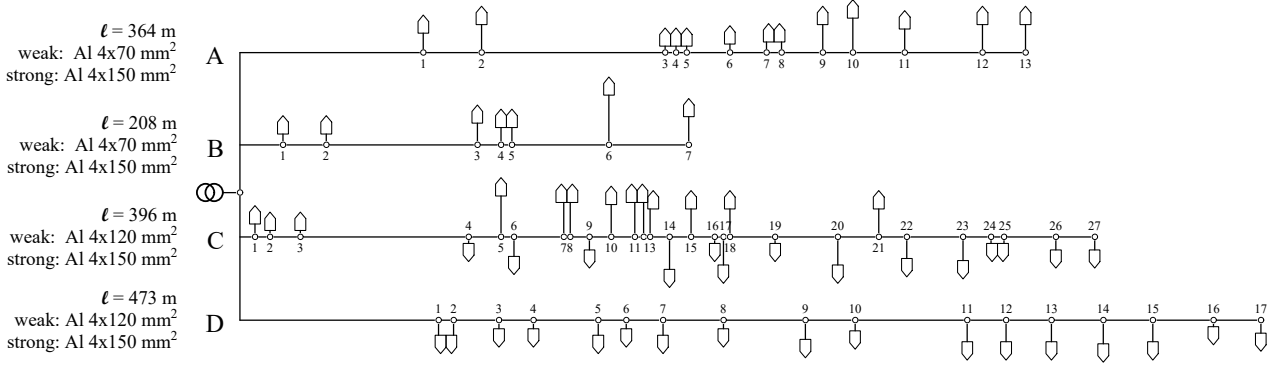 ℓ = 364 m
weak: Al 4x70 mm²
strong: Al 4x150 mm²
A
1 2 3 4 5 6 7 8 9 10 11 12 13
ℓ = 208 m
weak: Al 4x70 mm²
strong: Al 4x150 mm²
B
1 2 3 4 5 6 7
ℓ = 396 m
weak: Al 4x120 mm²
strong: Al 4x150 mm²
C
4 6 9 14 16 17 19 20 22 23 24 25 26 27
1 2 3 5 7 8 10 11 13 15 18 21
ℓ = 473 m
weak: Al 4x120 mm²
strong: Al 4x150 mm²
D
1 2 3 4 5 6 7 8 9 10 11 12 13 14 15 16 17